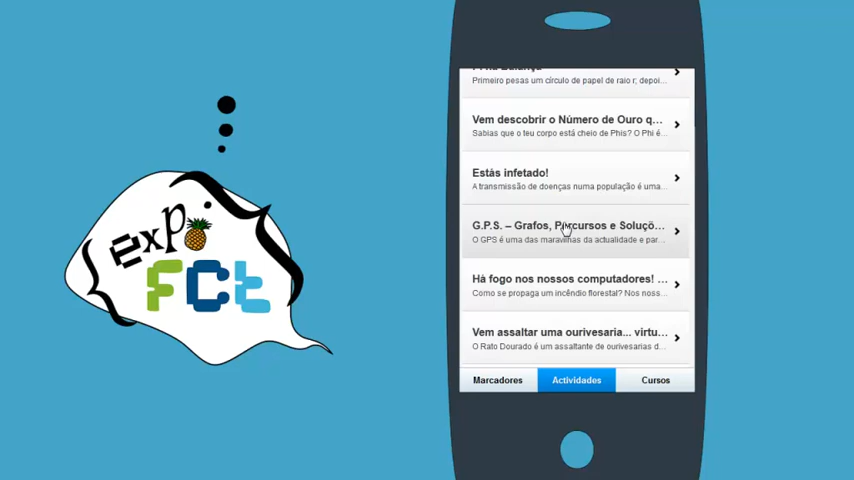 expo
FCt
Primeiro pesas um círculo de papel de raio r; depoi...
Vem descobrir o Número de Ouro q...
Sabias que o teu corpo está cheio de Phis? O Phi é...
Estás infetado!
A transmissão de doenças numa população é uma...
G.P.S. – Grafos, Percursos e Soluçõ...
O GPS é uma das maravilhas da actualidade e par...
Há fogo nos nossos computadores! ...
Como se propaga um incêndio florestal? Nos noss...
Vem assaltar uma ourivesaria... virtu...
O Rato Dourado é um assaltante de ourivesarias d...
Marcadores Actividades Cursos